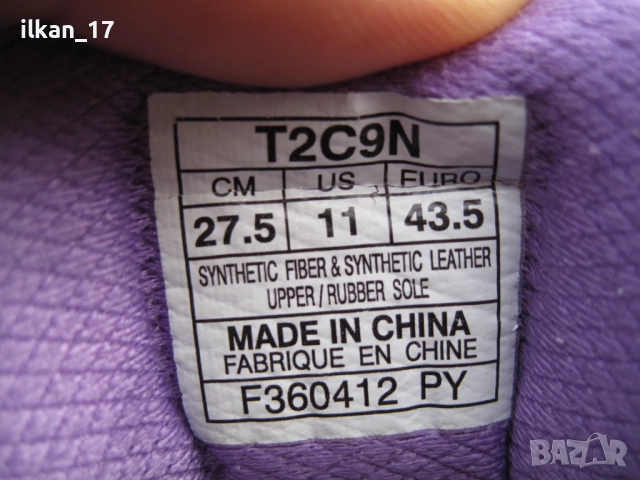 ilkan_17
T2C9N
CM US EURO
27.5 11 43.5
SYNTHETIC FIBER & SYNTHETIC LEATHER
UPPER / RUBBER SOLE
MADE IN CHINA
FABRIQUE EN CHINE
F360412 PY
BAZAR